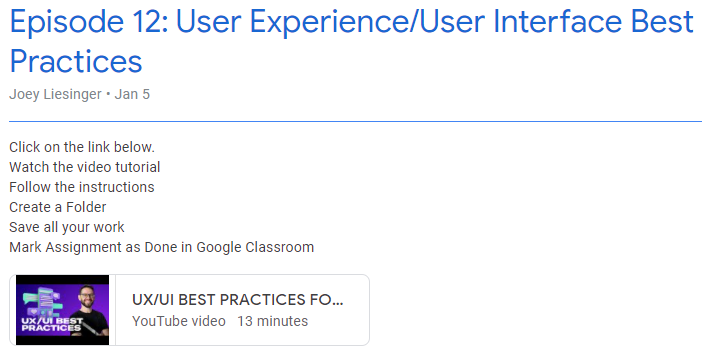 Episode 12: User Experience/User Interface Best
Practices
Joey Liesinger • Jan 5
Click on the link below.
Watch the video tutorial
Follow the instructions
Create a Folder
Save all your work
Mark Assignment as Done in Google Classroom
UX/UI BEST
PRACTICES
UX/UI BEST PRACTICES FO...
YouTube video 13 minutes